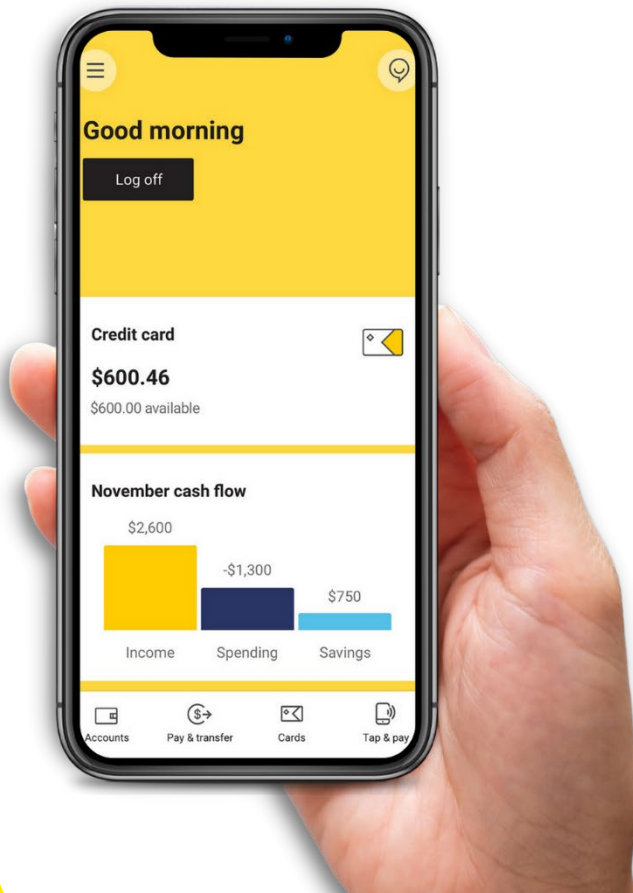 Good morning
Log off
Credit card
$600.46
$600.00 available
November cash flow
$2,600
-$1,300
$750
Income Spending Savings
Accounts Pay & transfer Cards Tap & pay